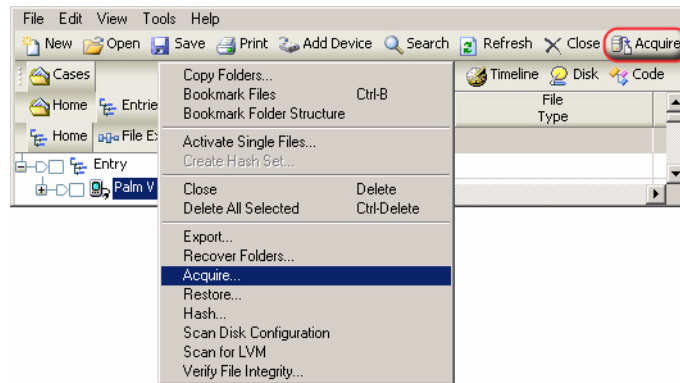 File Edit View Tools Help
New Open Save Print Add Device Search Refresh Close Acquire
Cases Timeline Disk Code
Home File
Type
Home
Entry
Palm V
Copy Folders...
Bookmark Files Ctrl-B
Bookmark Folder Structure
Activate Single Files...
Create Hash Set...
Close Delete
Delete All Selected Ctrl-Delete
Export...
Recover Folders...
Acquire...
Restore...
Hash...
Scan Disk Configuration
Scan for LVM
Verify File Integrity...